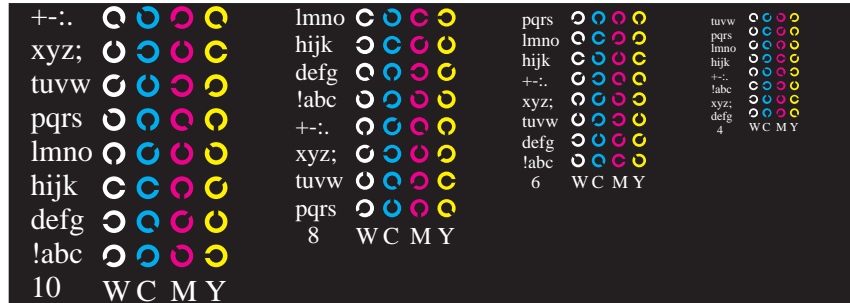 +-:.
xyz;
tuvw
pqrs
lmno
hijk
defg
!abc
10 W C M Y
lmno
hijk
defg
!abc
+-:.
xyz;
tuvw
pqrs
8 W C M Y
pqrs
lmno
hijk
+-:.
xyz;
tuvw
defg
!abc
6 W C M Y
tuvw
pqrs
lmno
hijk
+-:.
!abc
xyz;
defg
4 W C M Y